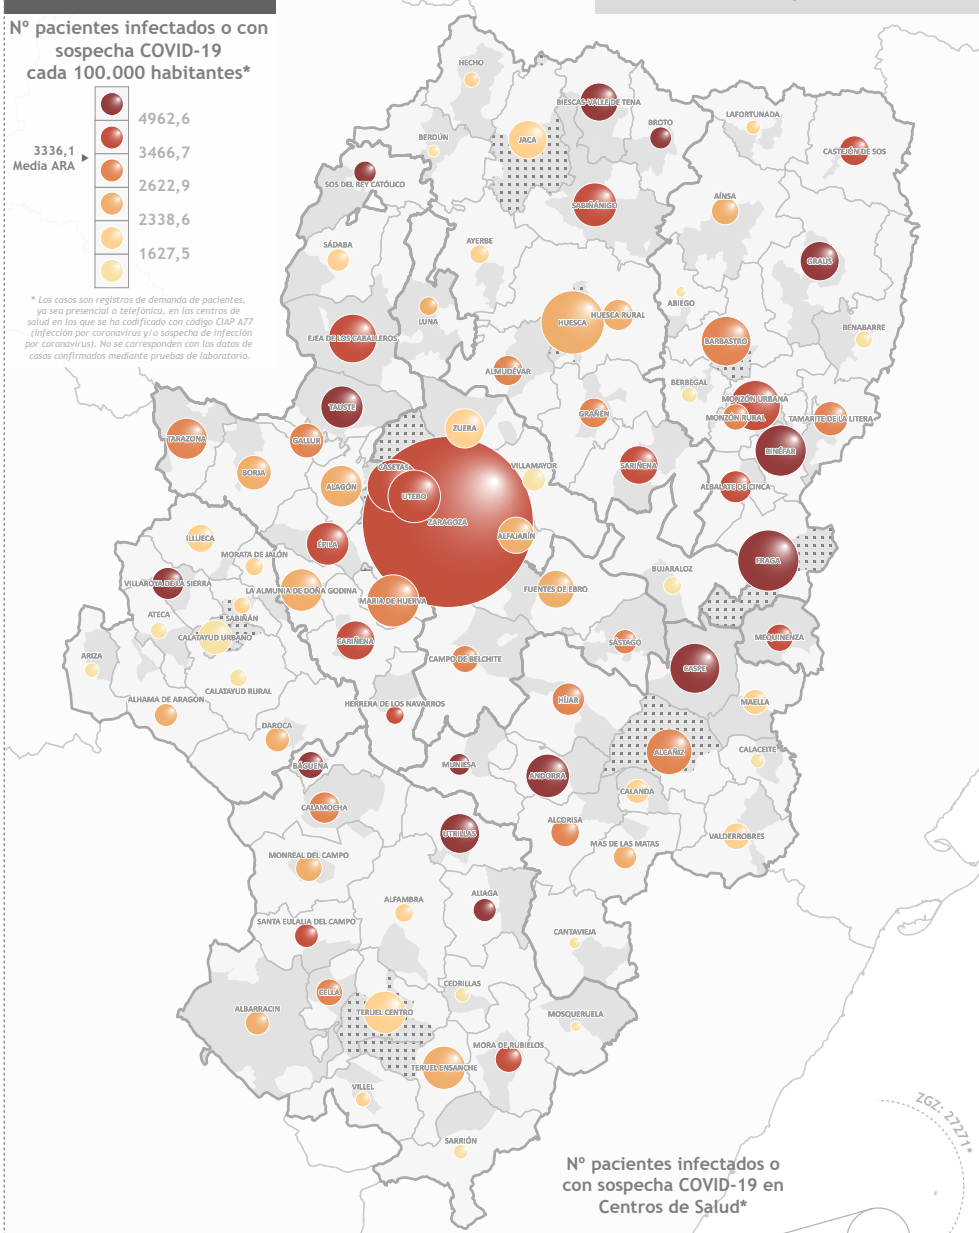 Nº pacientes infectados o con
sospecha COVID-19
cada 100.000 habitantes*
4962,6
3336,1
Media ARA
3466,7
2622,9
2338,6
1627,5
* Los casos son registros de demanda de pacientes,
ya sea presencial o telefónica, en los centros de
salud en los que se ha codificado con código CIAP A77
(infección por coronavirus y/o sospecha de infección
por coronavirus). No se corresponden con los datos de
casos confirmados mediante pruebas de laboratorio.
HECHO
BIESCAS-VALLE DE TENA
LAFORTUNADA
BROTO
BERDÚN
JACA
CASTEJÓN DE SOS
SOS DEL REY CATÓLICO
SABIÑÁNIGO
AÍNSA
SÁDABA
AYERBE
GRAUS
ABIEGO
LUNA
HUESCA
HUESCA RURAL
BENABARRE
EJEA DE LOS CABALLEROS
BARBASTRO
ALMUDÉVAR
BERBEGAL
TAUSTE
GRAÑÉN
MONZÓN URBANA
MONZÓN RURAL
TAMARITE DE LA LITERA
ZUERA
TARAZONA
GALLUR
BINÉFAR
CASETAS
VILLAMAYOR
SARIÑENA
BORJA
ALAGÓN
UTEBO
ALBALATE DE CINCA
ZARAGOZA
ILLUECA
ALFAJARÍN
ÉPILA
MORATA DE JALÓN
FRAGA
BUJARALOZ
VILLAROYA DE LA SIERRA
LA ALMUNIA DE DOÑA GODINA
FUENTES DE EBRO
MARIA DE HUERVA
ATECA
SABIÑÁN
CALATAYUD URBANO
CARIÑENA
SÁSTAGO
MEQUINENZA
ARIZA
CAMPO DE BELCHITE
CASPE
CALATAYUD RURAL
ALHAMA DE ARAGÓN
HERRERA DE LOS NAVARROS
HÍJAR
MAELLA
DAROCA
ALCAÑIZ
CALACEITE
BÁGUENA
MUNIESA
ANDORRA
CALANDA
CALAMOCHA
ALCORISA
UTRILLAS
VALDERROBRES
MAS DE LAS MATAS
MONREAL DEL CAMPO
ALIAGA
ALFAMBRA
SANTA EULALIA DEL CAMPO
CANTAVIEJA
CEDRILLAS
CELLA
ALBARRACIN
TERUEL CENTRO
MOSQUERUELA
MORA DE RUBIELOS
TERUEL ENSANCHE
VILLEL
SARRIÓN
ZGZ: 27271*
Nº pacientes infectados o
con sospecha COVID-19 en
Centros de Salud*